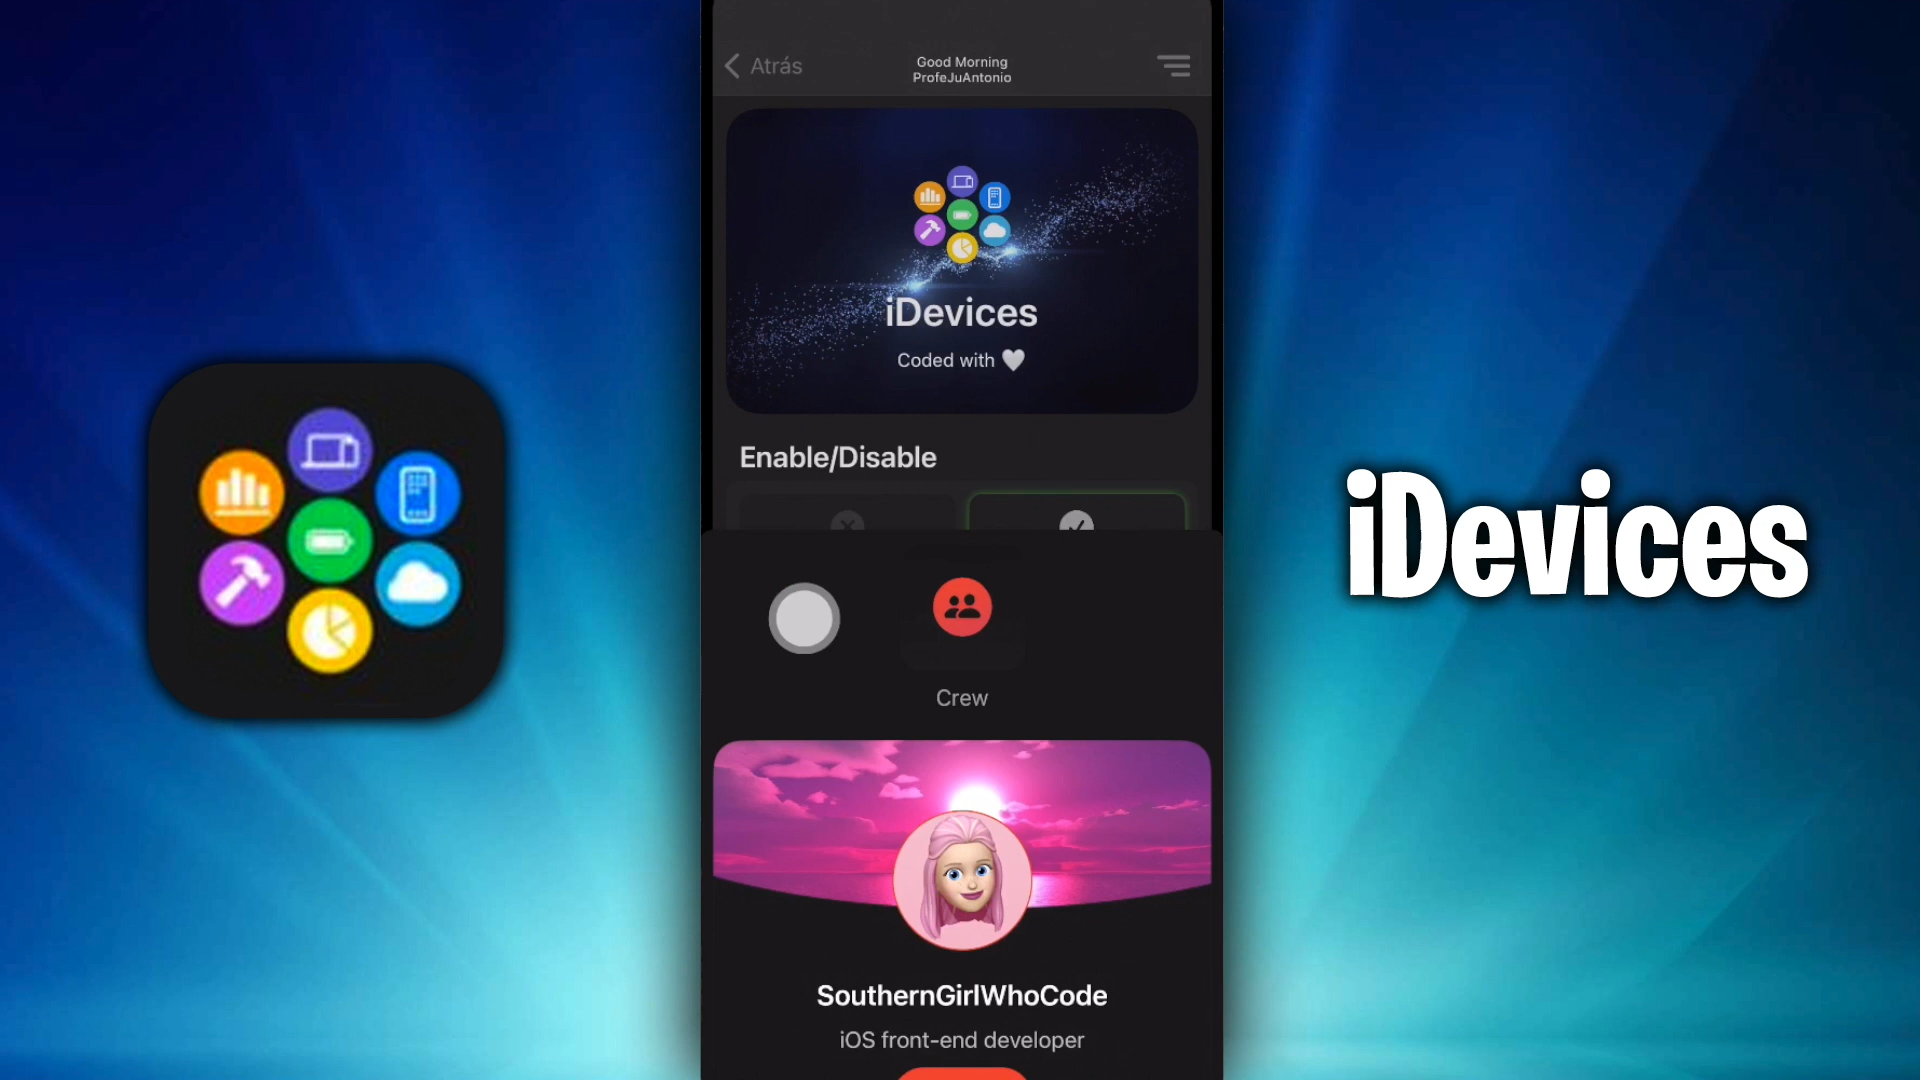 Atrás
Good Morning
ProfeJuAntonio
iDevices
Coded with 🤍
Enable/Disable
Crew
SouthernGirlWhoCode
iOS front-end developer
iDevices